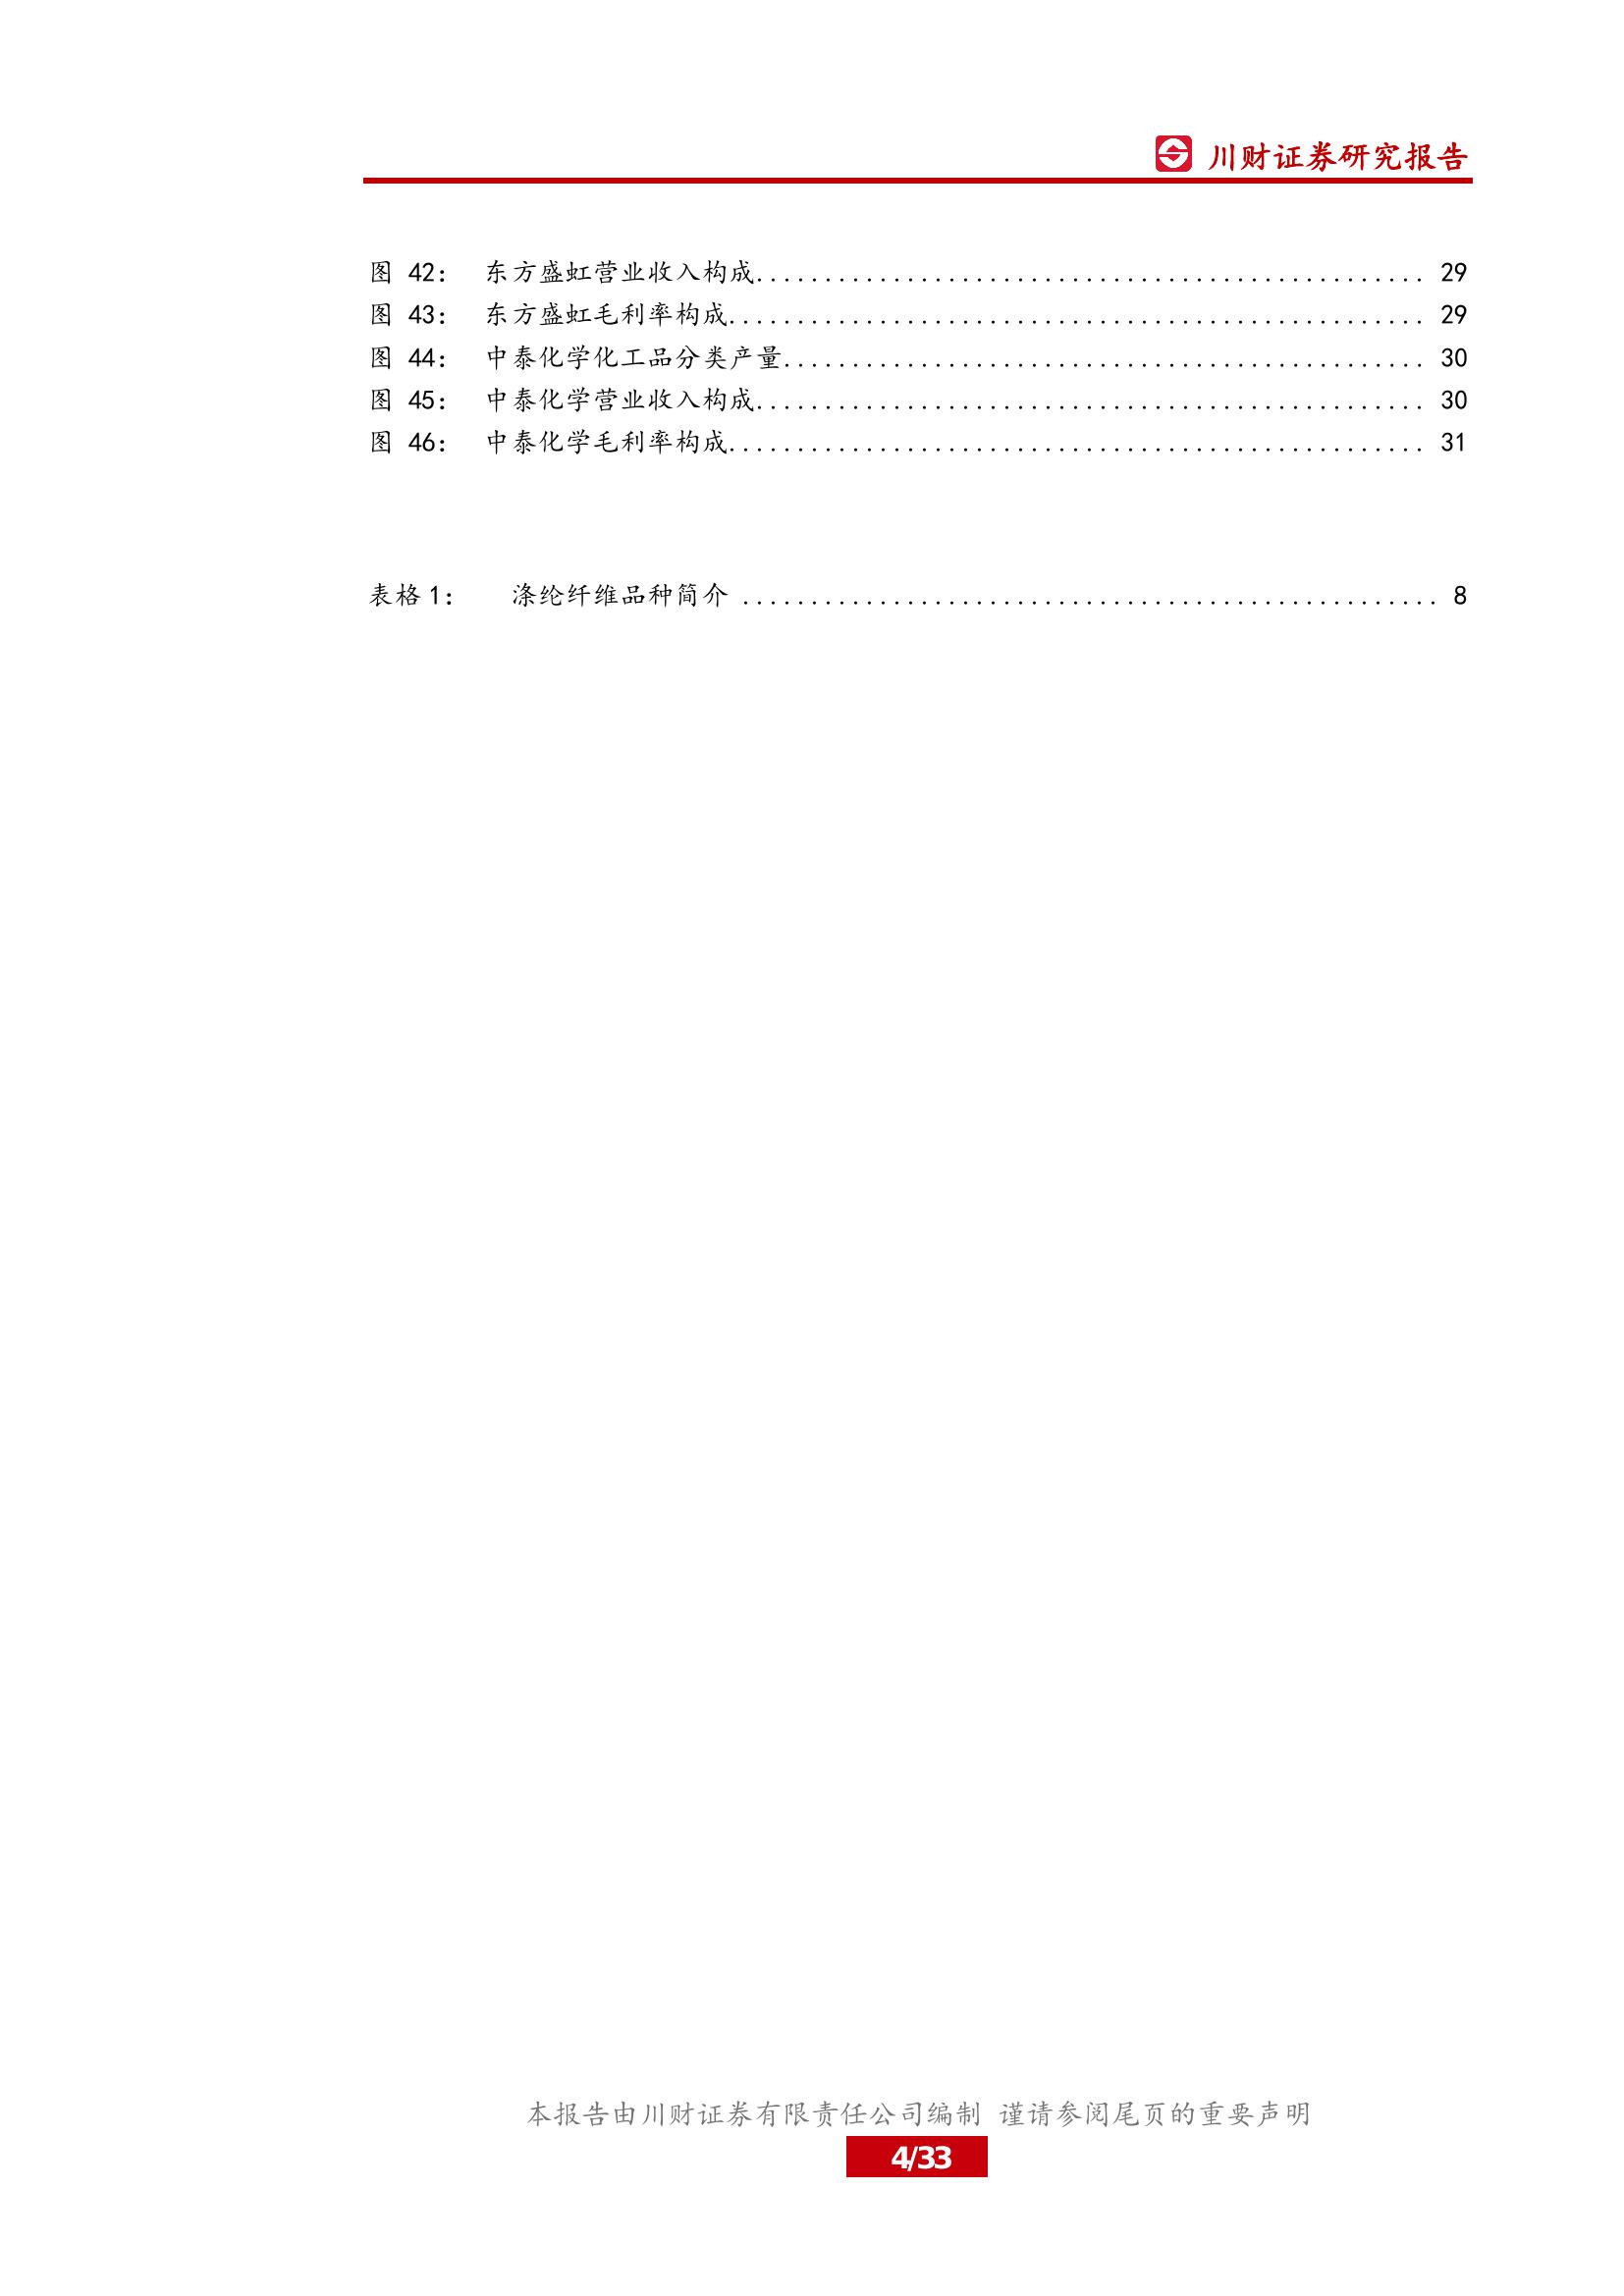 川财证券研究报告
图 42： 东方盛虹营业收入构成................................................. 29
图 43： 东方盛虹毛利率构成................................................... 29
图 44： 中泰化学化工品分类产量............................................... 30
图 45： 中泰化学营业收入构成................................................. 30
图 46： 中泰化学毛利率构成................................................... 31
表格1： 涤纶纤维品种简介 ................................................... 8
本报告由川财证券有限责任公司编制 谨请参阅尾页的重要声明
4/33